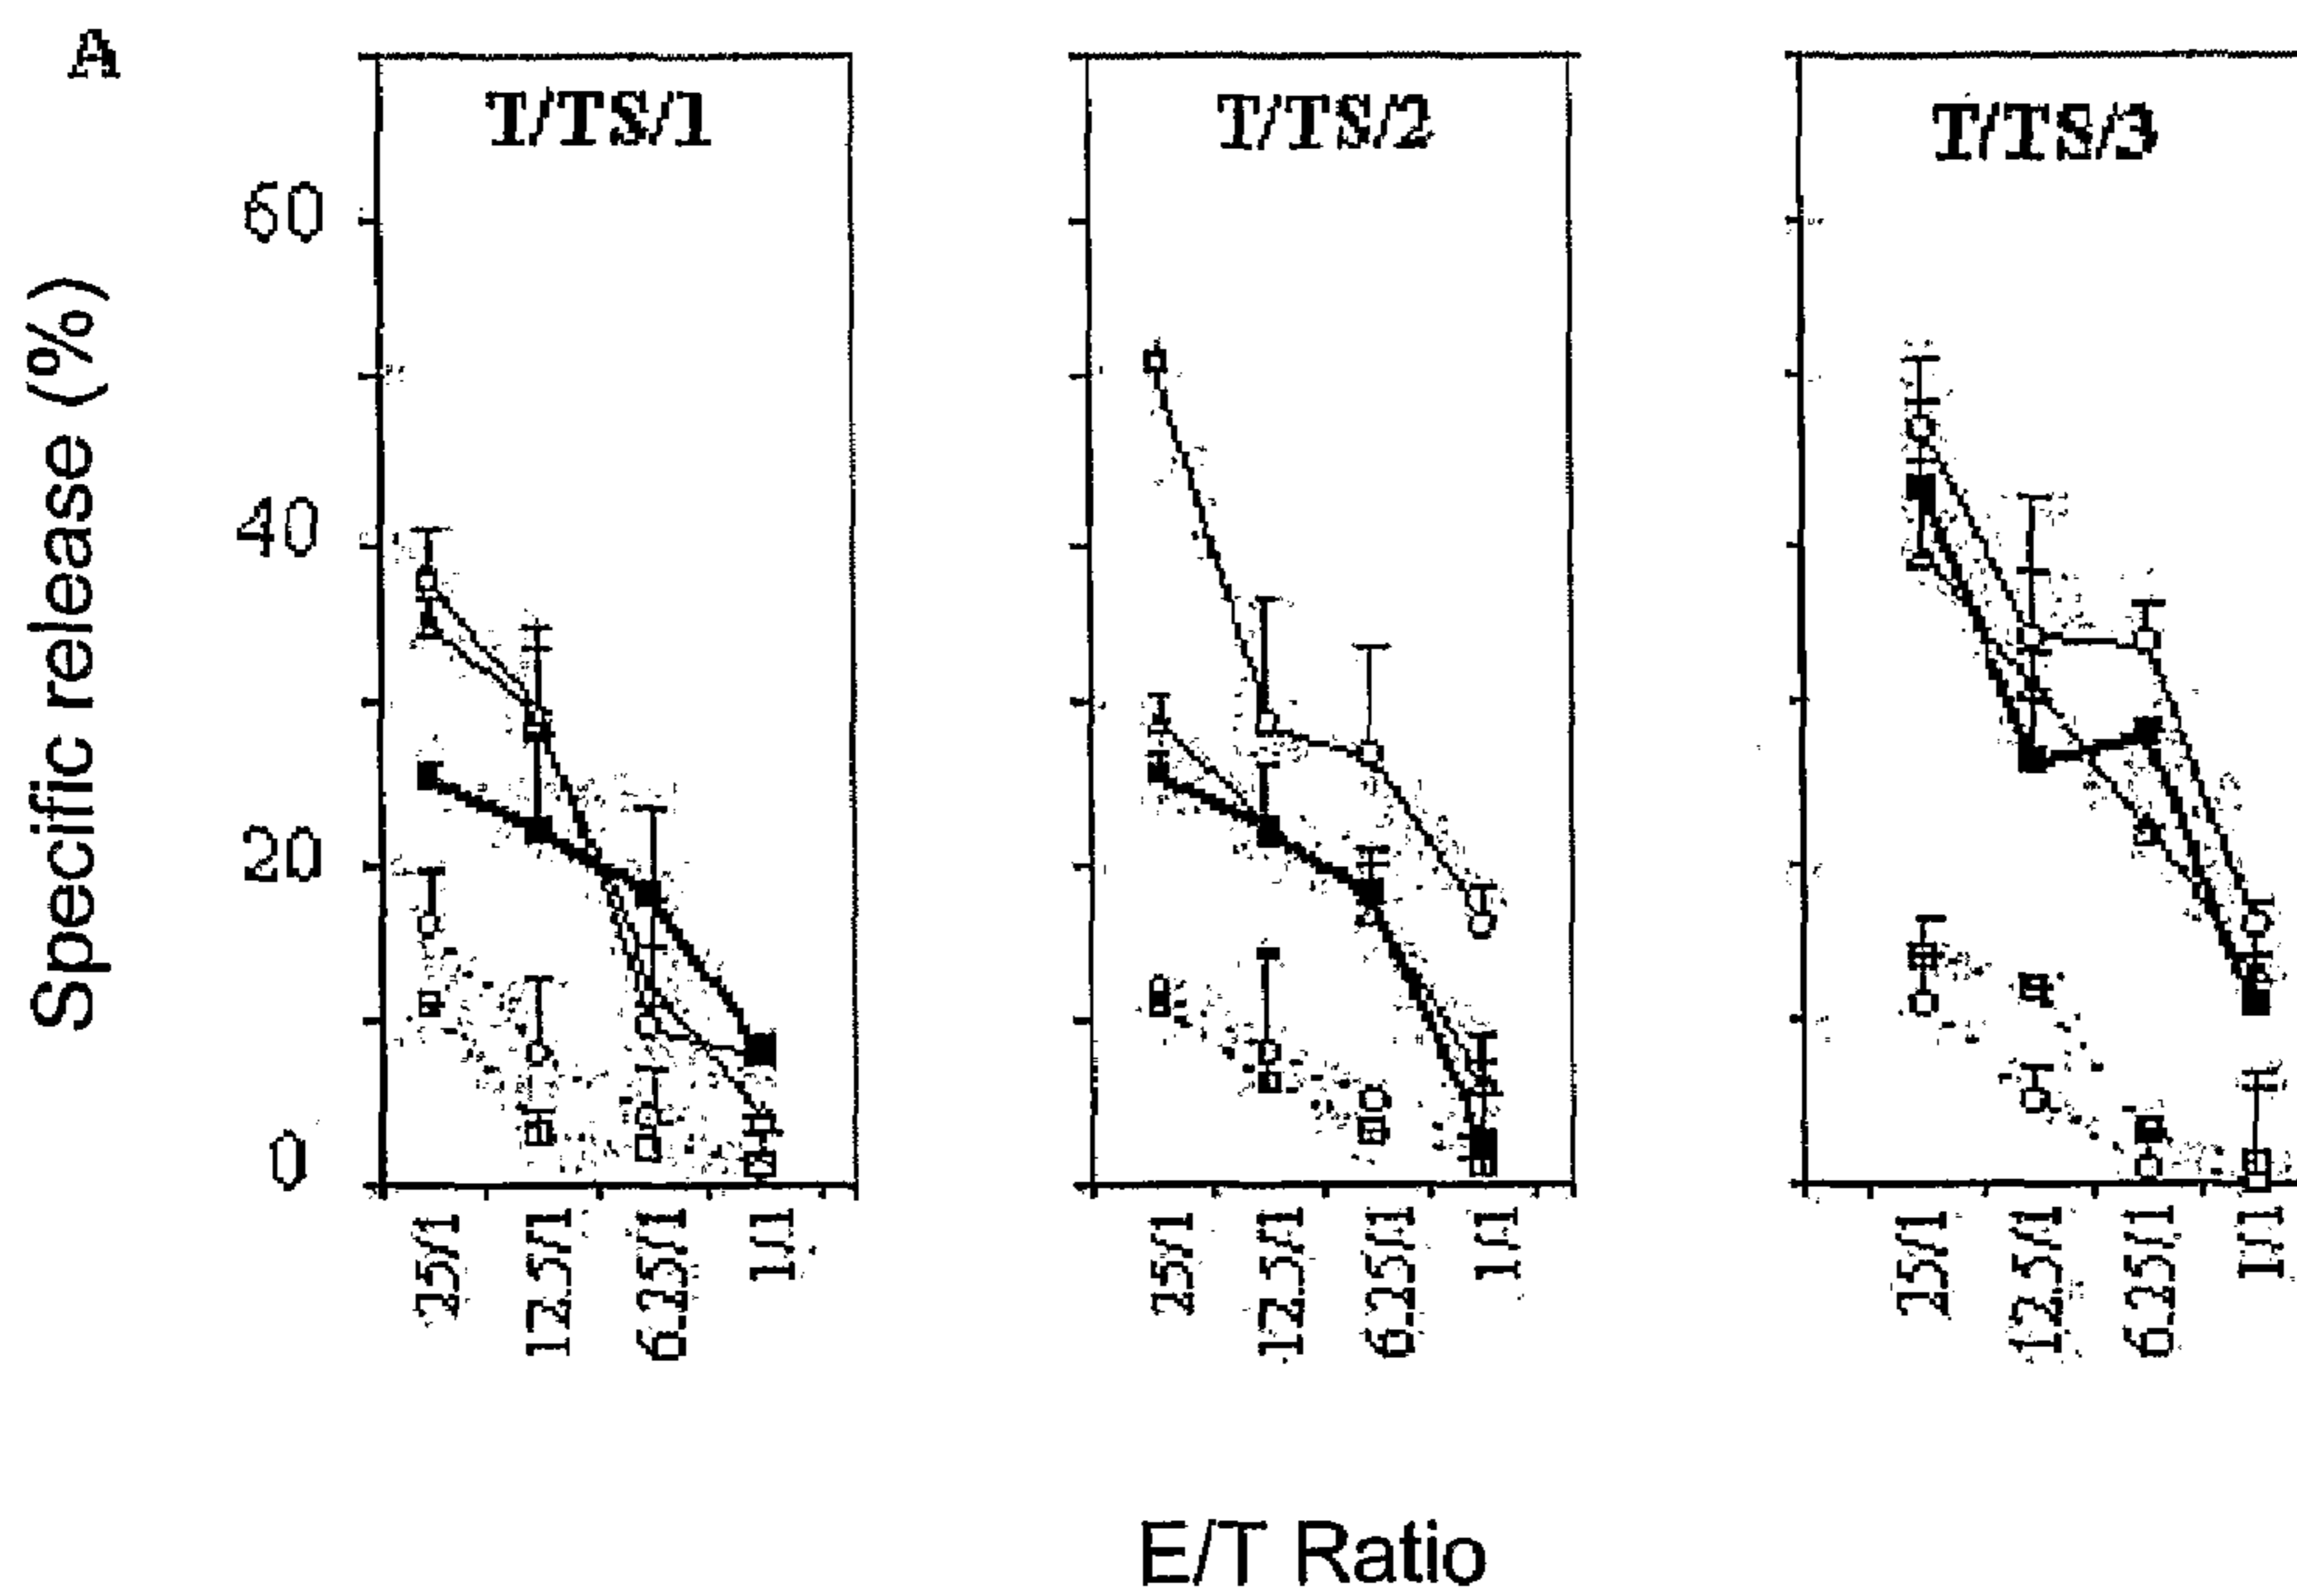 A
T/TS/1
T/TS/2
T/TS/3
Specific release (%)
60
40
20
0
25/1
12.5/1
6.25/1
1/1
25/1
12.5/1
6.25/1
1/1
25/1
12.5/1
6.25/1
1/1
E/T Ratio